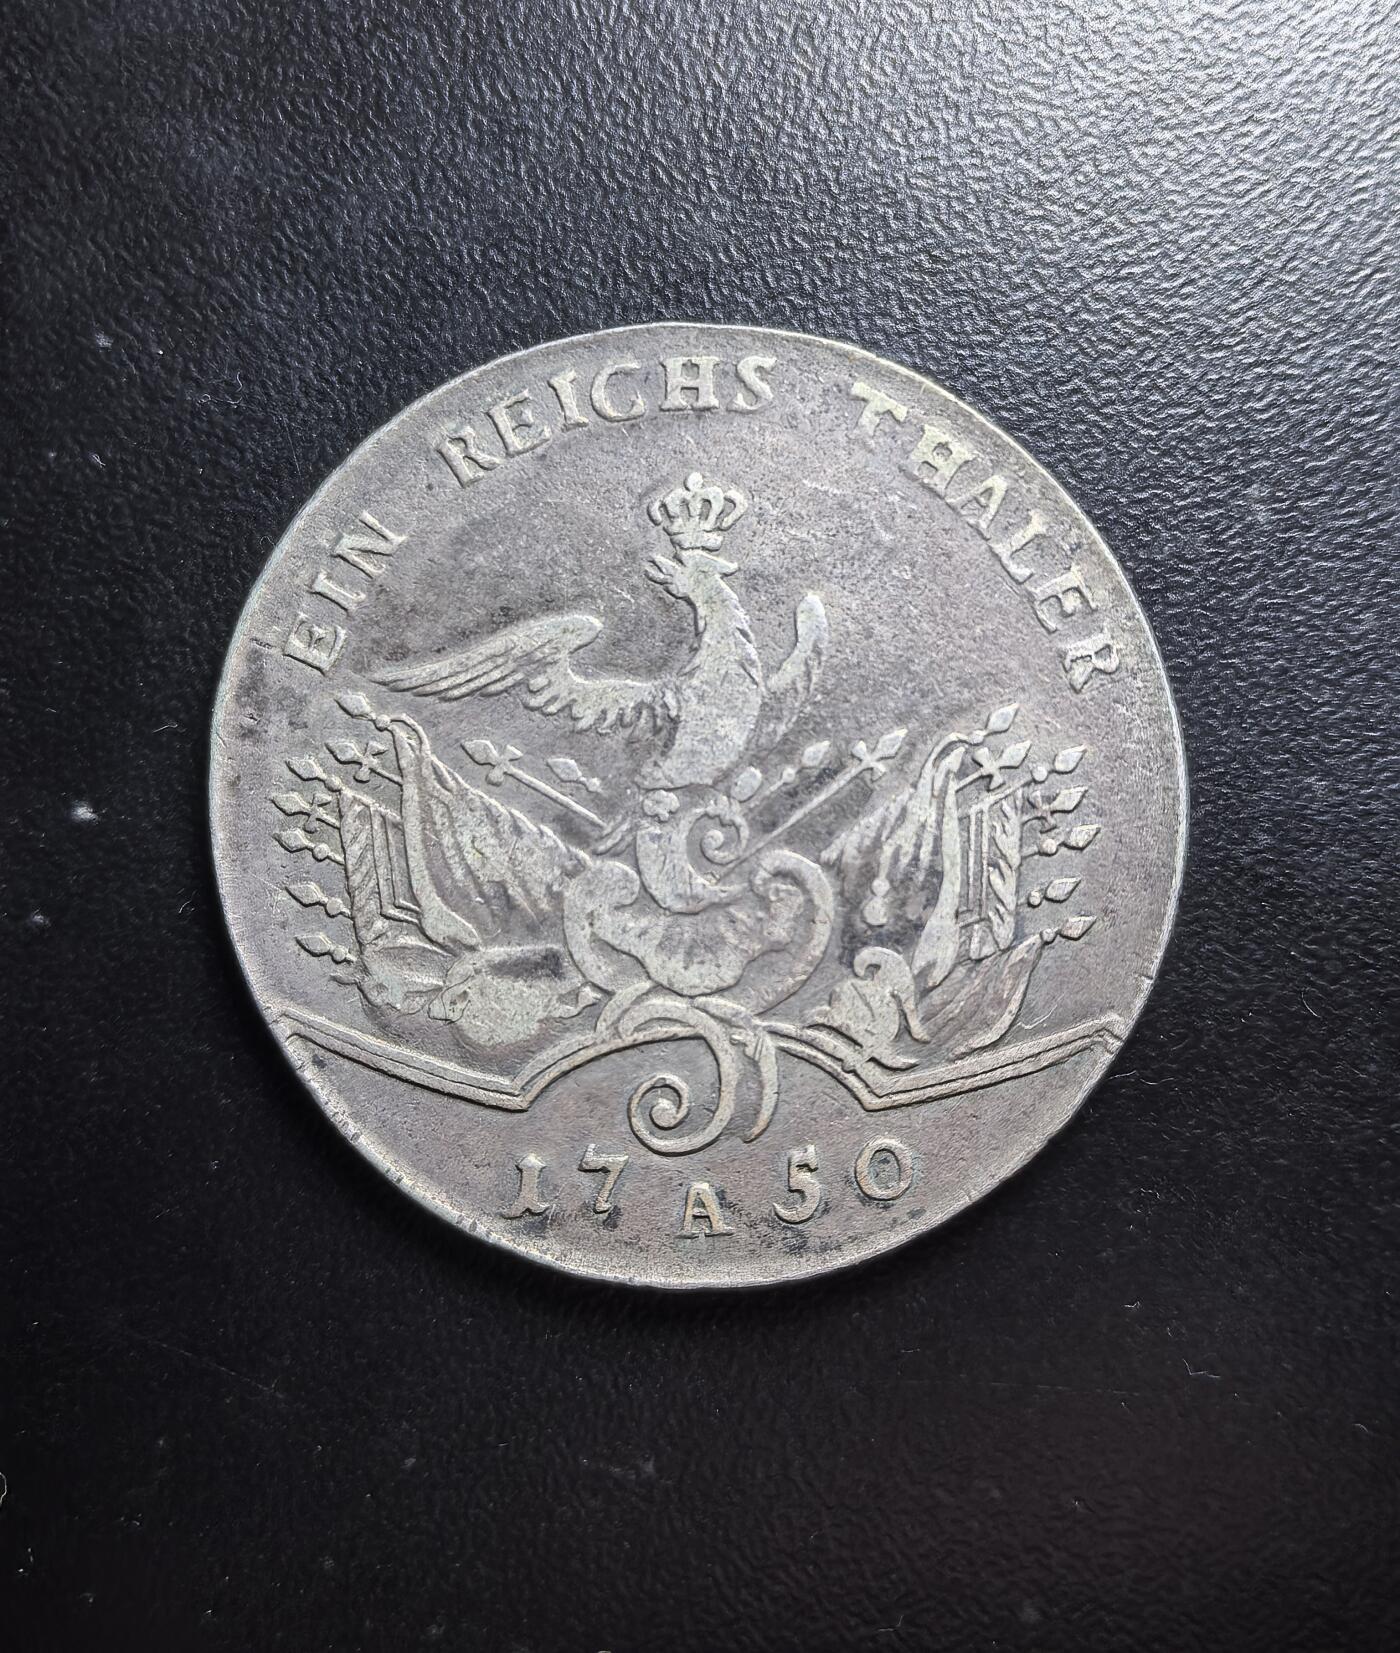 EIN REICHS THALER
17 A 50